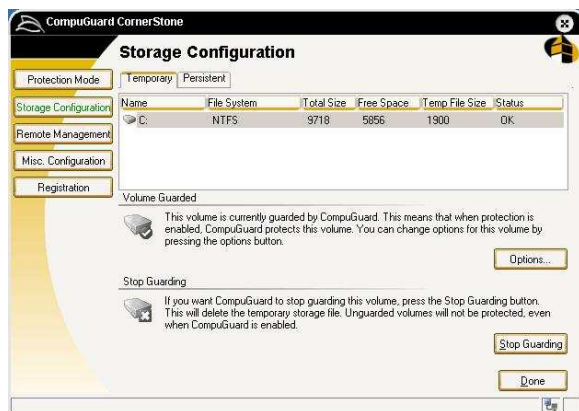 CompuGuard CornerStone
Storage Configuration
Protection Mode
Storage Configuration
Remote Management
Misc. Configuration
Registration
Temporary Persistent
Name File System Total Size Free Space Temp File Size Status
C: NTFS 9718 5856 1900 OK
Volume Guarded
This volume is currently guarded by CompuGuard. This means that when protection is
enabled, CompuGuard protects this volume. You can change options for this volume by
pressing the options button.
Options...
Stop Guarding
If you want CompuGuard to stop guarding this volume, press the Stop Guarding button.
This will delete the temporary storage file. Unguarded volumes will not be protected, even
when CompuGuard is enabled.
Stop Guarding
Done